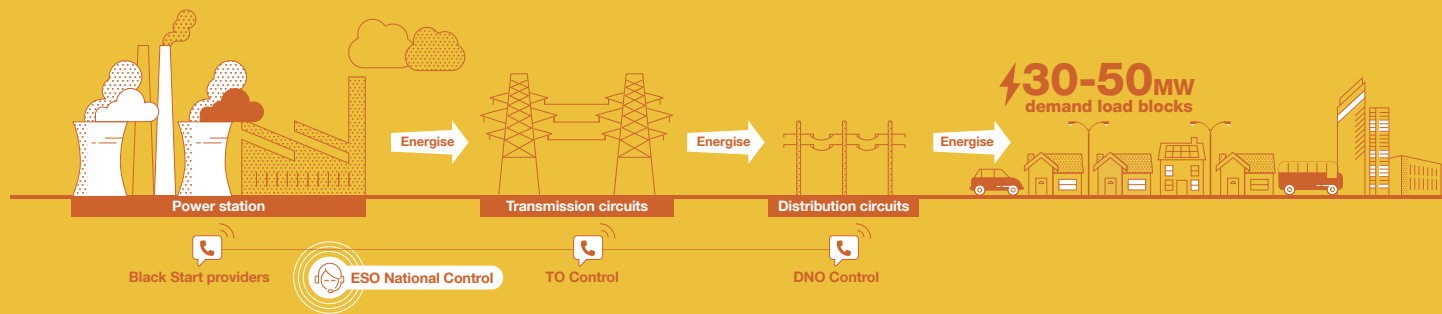 30-50MW
demand load blocks
Energise
Energise
Energise
Power station
Transmission circuits
Distribution circuits
Black Start providers
ESO National Control
TO Control
DNO Control